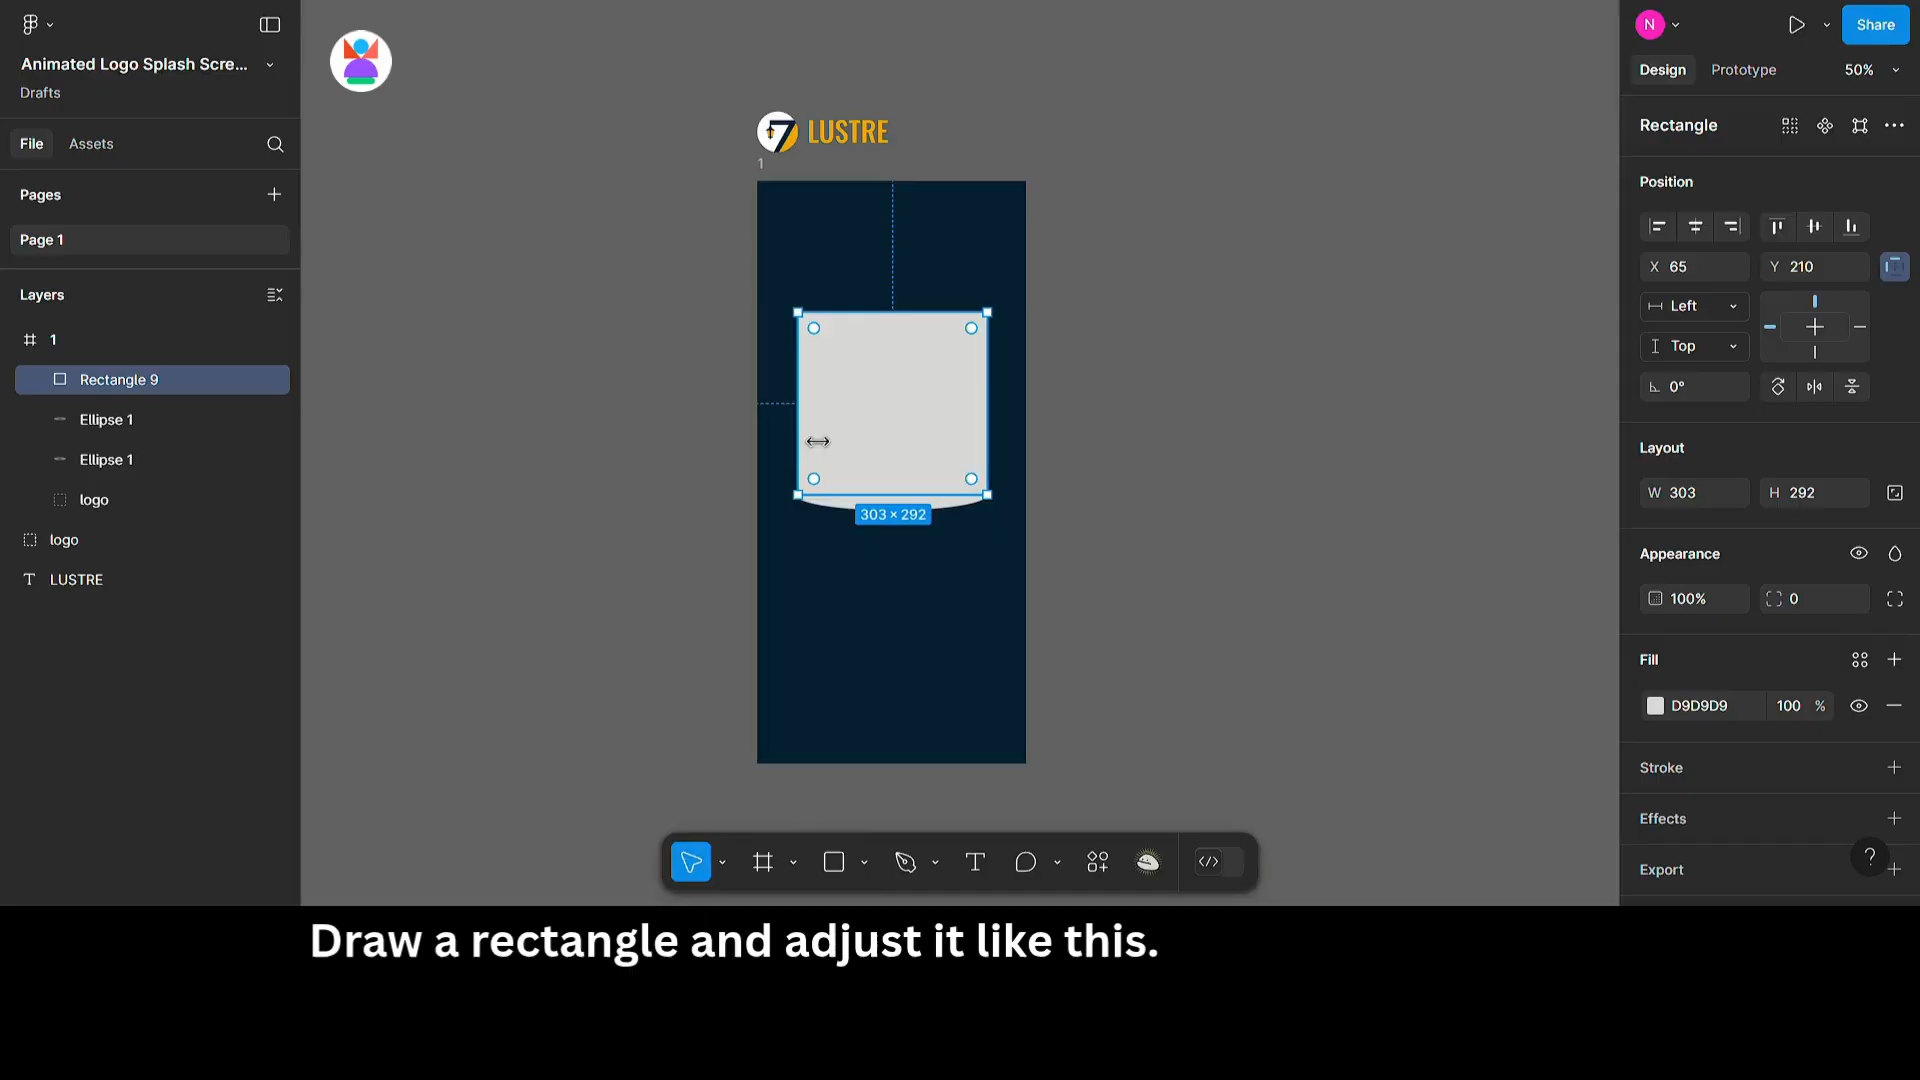 Animated Logo Splash Scre...
Drafts
File
Assets
Pages
Page 1
Layers
1
Rectangle 9
Ellipse 1
Ellipse 1
logo
logo
LUSTRE
7 LUSTRE
1
303 × 292
N
Share
Design
Prototype
50%
Rectangle
Position
X 65
Y 210
Left
Top
0°
Layout
W 303
H 292
Appearance
100%
0
Fill
D9D9D9
100 %
Stroke
Effects
Export
?
Draw a rectangle and adjust it like this.